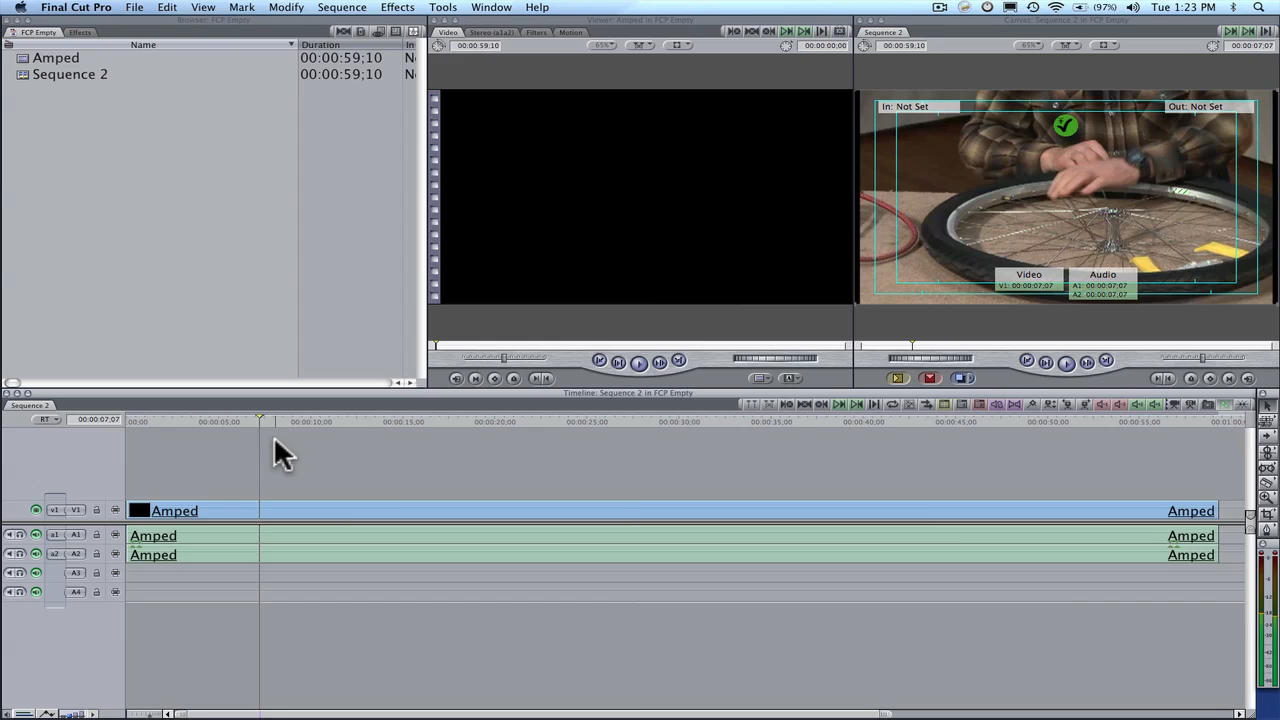 Final Cut Pro File Edit View Mark Modify Sequence Effects Tools Window Help (97%) Tue 1:23 PM
Browser: FCP Empty
Viewer: Amped in FCP Empty
Canvas: Sequence 2 in FCP Empty
FCP Empty Effects
Video Stereo (a1a2) Filters Motion
Sequence 2
Name Duration In
00:00:59;10 65% 00:00:00;00
00:00:59;10 65% 00:00:07;07
Amped 00:00:59;10
Sequence 2 00:00:59;10
In: Not Set Out: Not Set
Video Audio
V1: 00:00:07;07 A1: 00:00:07;07
A2: 00:00:07;07
Timeline: Sequence 2 in FCP Empty
Sequence 2
RT 00:00:07;07 00:00 00:00:05;00 00:00:10;00 00:00:15;00 00:00:20;00 00:00:25;00 00:00:30;00 00:00:35;00 00:00:40;00 00:00:45;00 00:00:50;00 00:00:55;00
v1 V1 Amped Amped
a1 A1 Amped Amped
a2 A2 Amped Amped
A3
A4